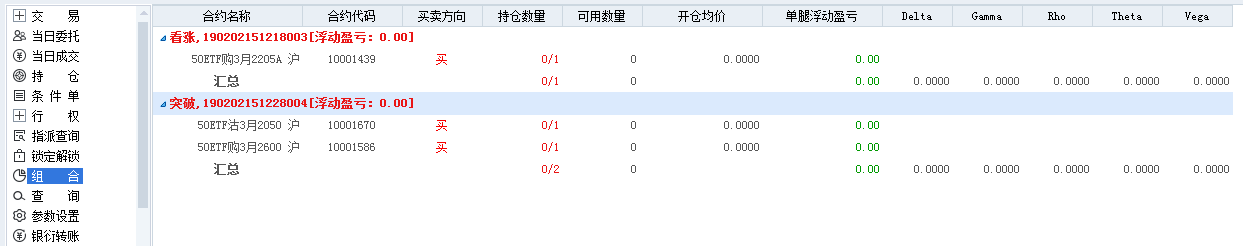 交 易
当日委托
当日成交
持 仓
条 件 单
行 权
指派查询
锁定解锁
组 合
查 询
参数设置
银衍转账
合约名称 合约代码 买卖方向 持仓数量 可用数量 开仓均价 单腿浮动盈亏 Delta Gamma Rho Theta Vega
看涨,190202151218003[浮动盈亏: 0.00]
50ETF购3月2205A 沪 10001439 买 0/1 0 0.0000 0.00
汇总 0/1 0 0.00 0.0000 0.0000 0.0000 0.0000 0.0000
突破,190202151228004[浮动盈亏: 0.00]
50ETF沽3月2050 沪 10001670 买 0/1 0 0.0000 0.00
50ETF购3月2600 沪 10001586 买 0/1 0 0.0000 0.00
汇总 0/2 0 0.00 0.0000 0.0000 0.0000 0.0000 0.0000